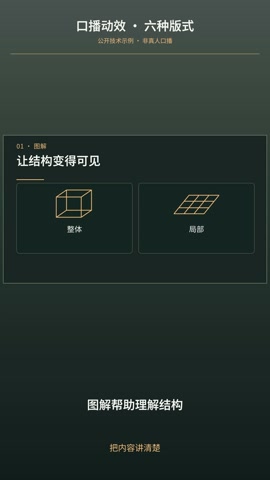 口播动效 · 六种版式
公开技术示例 · 非真人口播
01 · 图解
让结构变得可见
整体
局部
图解帮助理解结构
把内容讲清楚